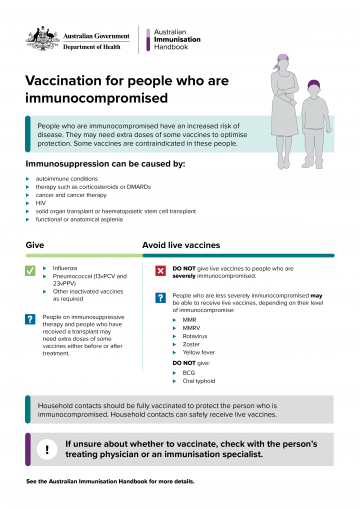 Australian Government
Department of Health
Australian
Immunisation
Handbook
Vaccination for people who are
immunocompromised
People who are immunocompromised have an increased risk of
disease. They may need extra doses of some vaccines to optimise
protection. Some vaccines are contraindicated in these people.
Immunosuppression can be caused by:
autoimmune conditions
therapy such as corticosteroids or DMARDs
cancer and cancer therapy
HIV
solid organ transplant or haematopoietic stem cell transplant
functional or anatomical asplenia
Give
Influenza
Pneumococcal (13vPCV and
23vPPV)
Other inactivated vaccines
as required
? People on immunosuppressive
therapy and people who have
received a transplant may
need extra doses of some
vaccines either before or after
treatment.
Avoid live vaccines
DO NOT give live vaccines to people who are
severely immunocompromised.
? People who are less severely immunocompromised may
be able to receive live vaccines, depending on their level
of immunocompromise:
MMR
MMRV
Rotavirus
Zoster
Yellow fever
DO NOT give:
BCG
Oral typhoid
Household contacts should be fully vaccinated to protect the person who is
immunocompromised. Household contacts can safely receive live vaccines.
! If unsure about whether to vaccinate, check with the person's
treating physician or an immunisation specialist.
See the Australian Immunisation Handbook for more details.